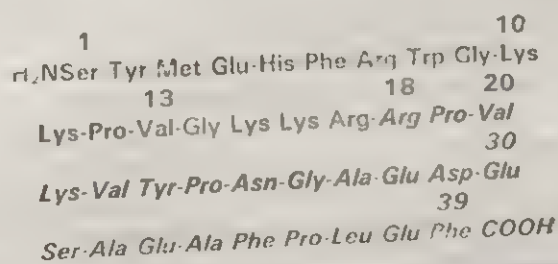 1 10
H₂NSer Tyr Met Glu-His Phe Arg Trp Gly-Lys
13 18 20
Lys-Pro-Val-Gly Lys Lys Arg-Arg Pro-Val
30
Lys-Val Tyr-Pro-Asn-Gly-Ala-Glu Asp-Glu
39
Ser-Ala Glu-Ala Phe Pro-Leu Glu Phe COOH